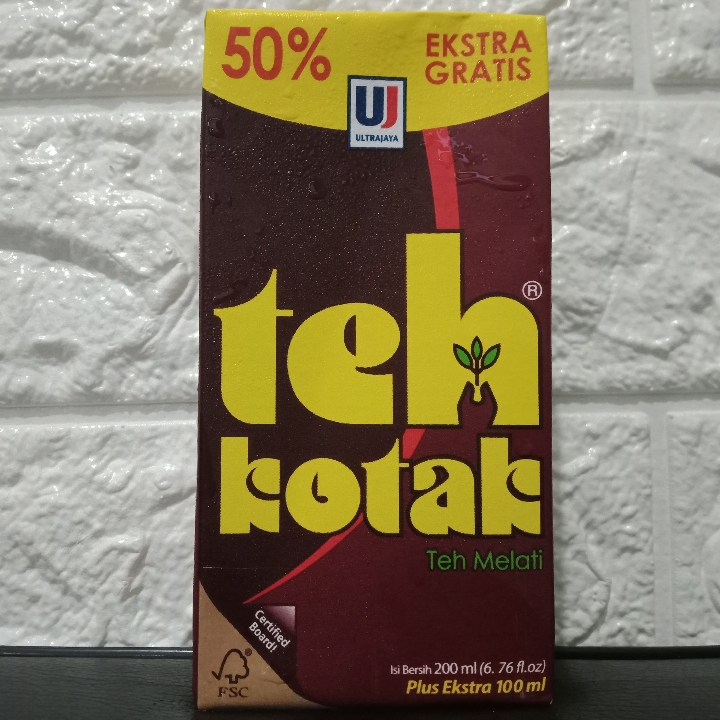 50%
EKSTRA
GRATIS
UJ
ULTRAJAYA
teh
®
kotak
Teh Melati
Certified
Board!
®
FSC
Isi Bersih 200 ml (6. 76 fl.oz)
Plus Ekstra 100 ml